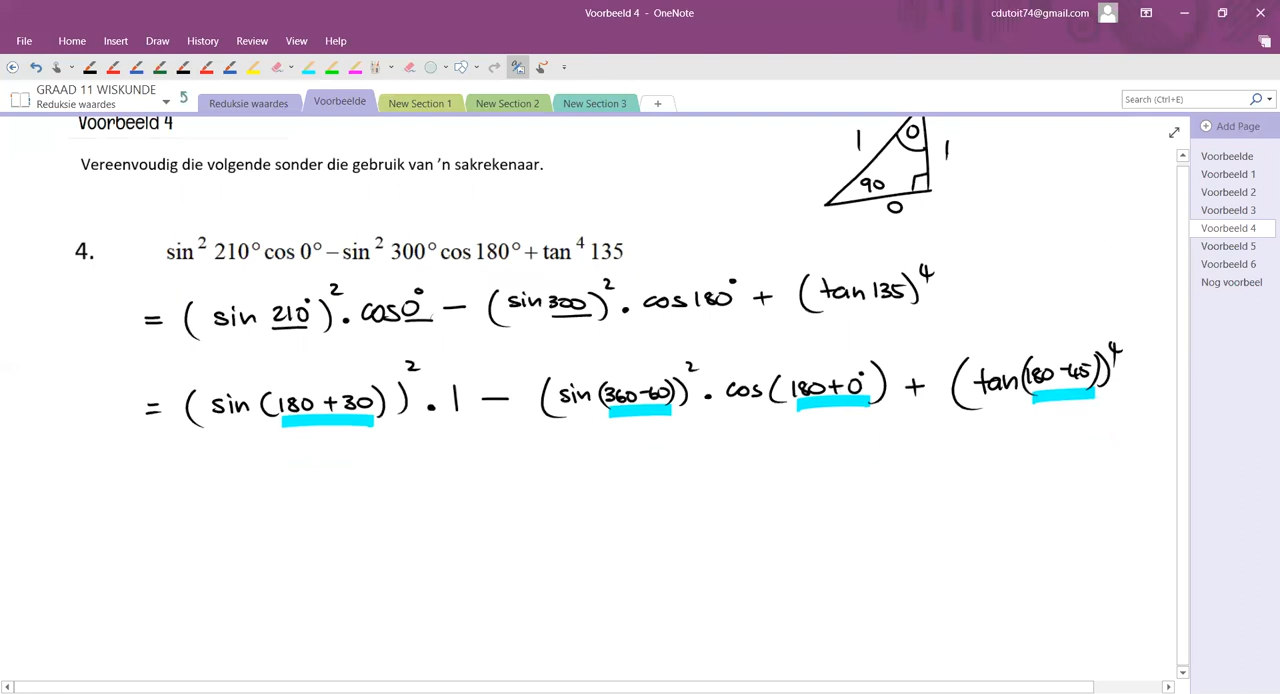 Voorbeeld 4 - OneNote
cdutoit74@gmail.com
File Home Insert Draw History Review View Help
GRAAD 11 WISKUNDE
Reduksie waardes
Reduksie waardes Voorbeelde New Section 1 New Section 2 New Section 3 +
Search (Ctrl+E)
Add Page
Voorbeelde
Voorbeeld 1
Voorbeeld 2
Voorbeeld 3
Voorbeeld 4
Voorbeeld 5
Voorbeeld 6
Nog voorbeel
Voorbeeld 4
Vereenvoudig die volgende sonder die gebruik van 'n sakrekenaar.
1 0 1
90
0
4. sin² 210° cos 0° – sin² 300° cos 180° + tan⁴ 135
= (sin 210°)² . cos 0° – (sin 300)² . cos 180° + (tan 135)⁴
= (sin (180 + 30))² . 1 – (sin (360-60))² . cos (180+0°) + (tan (180-45))⁴